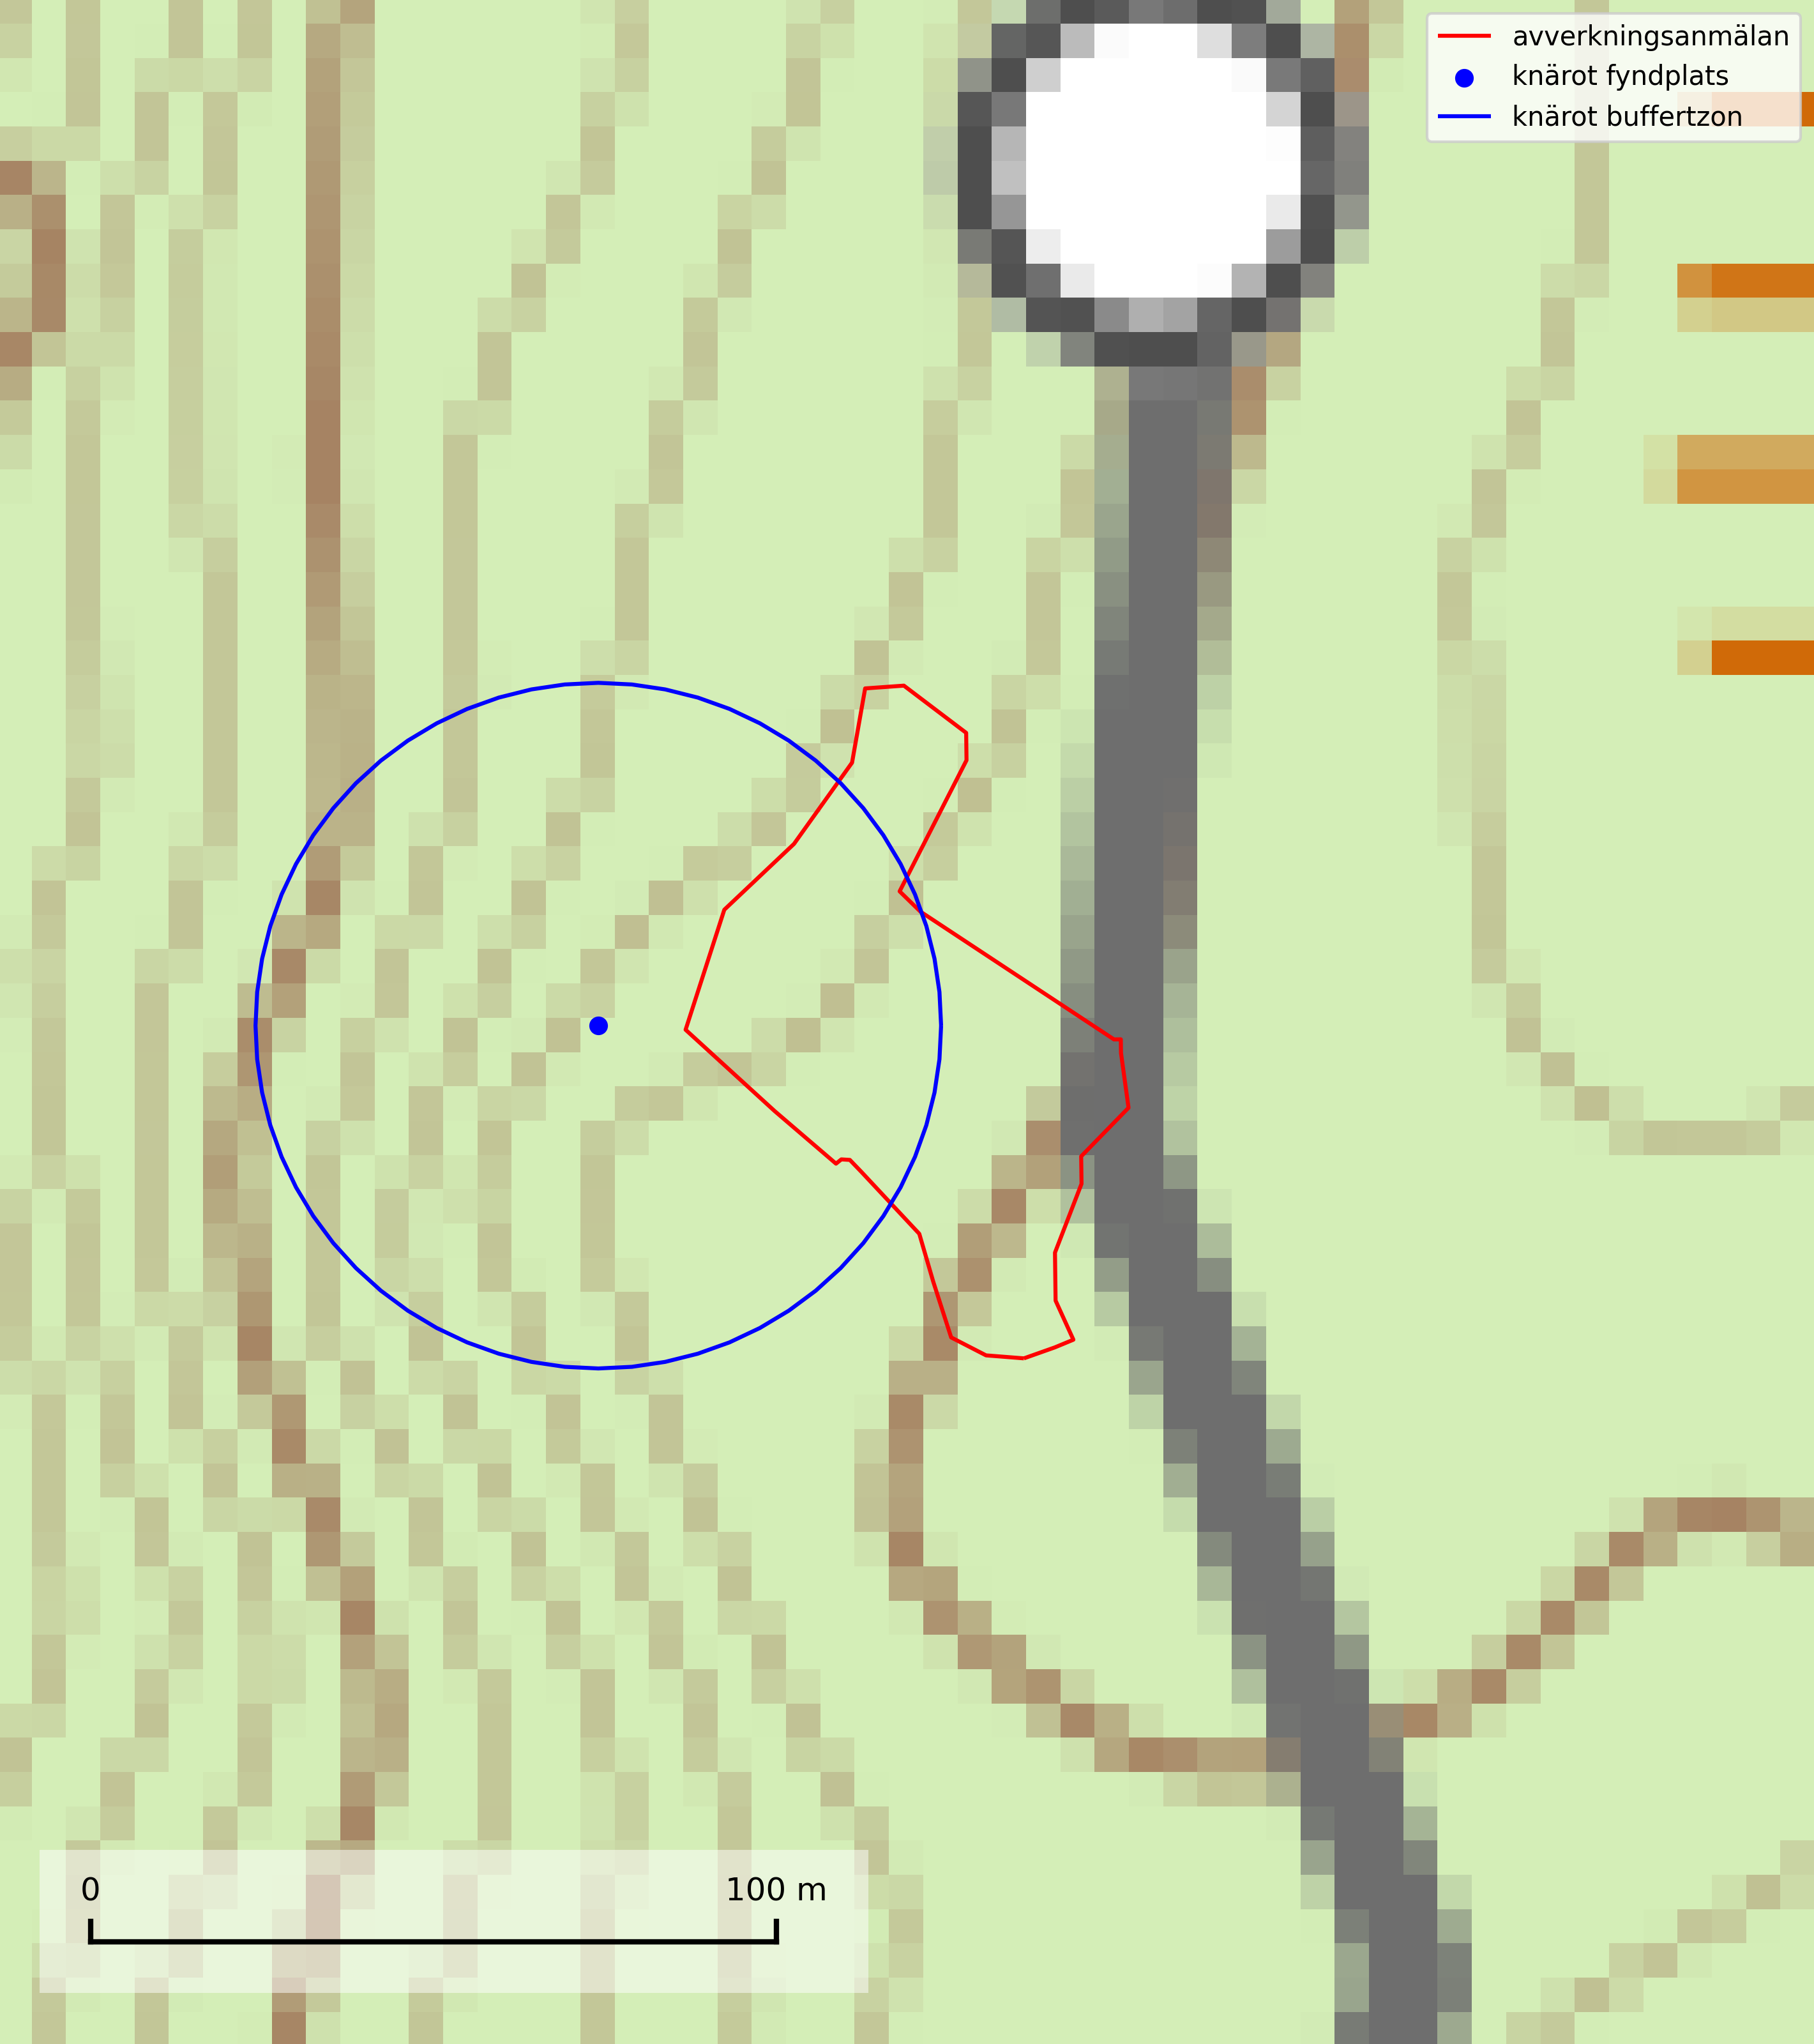 avverkningsanmälan
knärot fyndplats
knärot buffertzon
0 100 m